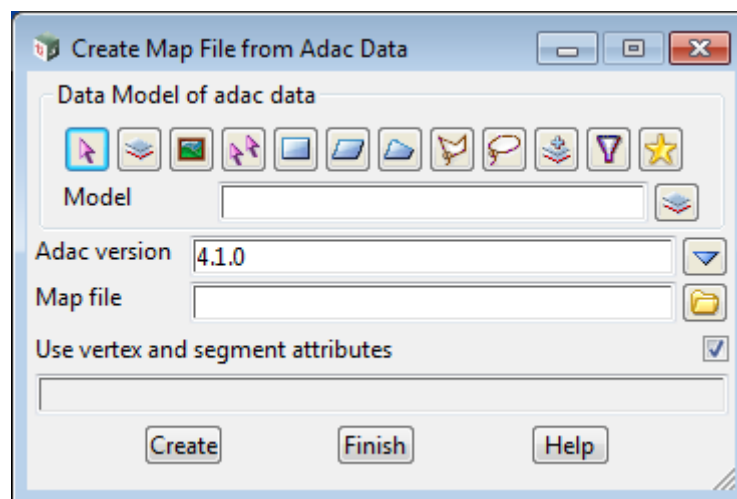 Create Map File from Adac Data
Data Model of adac data
Model
Adac version 4.1.0
Map file
Use vertex and segment attributes
Create Finish Help